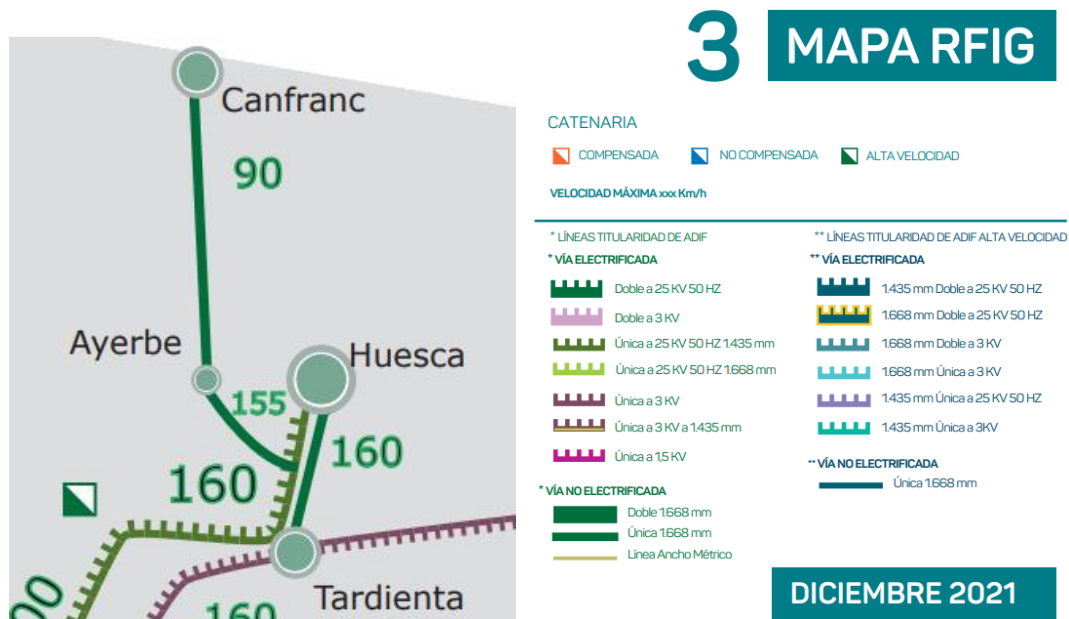 3 MAPA RFIG
Canfranc
90
Ayerbe
Huesca
155
160
160
Tardienta
160
CATENARIA
COMPENSADA NO COMPENSADA ALTA VELOCIDAD
VELOCIDAD MÁXIMA xxx Km/h
* LÍNEAS TITULARIDAD DE ADIF
* VÍA ELECTRIFICADA
Doble a 25 KV 50 HZ
Doble a 3 KV
Única a 25 KV 50 HZ 1.435 mm
Única a 25 KV 50 HZ 1.668 mm
Única a 3 KV
Única a 3 KV a 1.435 mm
Única a 1,5 KV
* VÍA NO ELECTRIFICADA
Doble 1.668 mm
Única 1.668 mm
Línea Ancho Métrico
** LÍNEAS TITULARIDAD DE ADIF ALTA VELOCIDAD
** VÍA ELECTRIFICADA
1.435 mm Doble a 25 KV 50 HZ
1.668 mm Doble a 25 KV 50 HZ
1.668 mm Doble a 3 KV
1.668 mm Única a 3 KV
1.435 mm Única a 25 KV 50 HZ
1.435 mm Única a 3KV
** VÍA NO ELECTRIFICADA
Única 1.668 mm
DICIEMBRE 2021